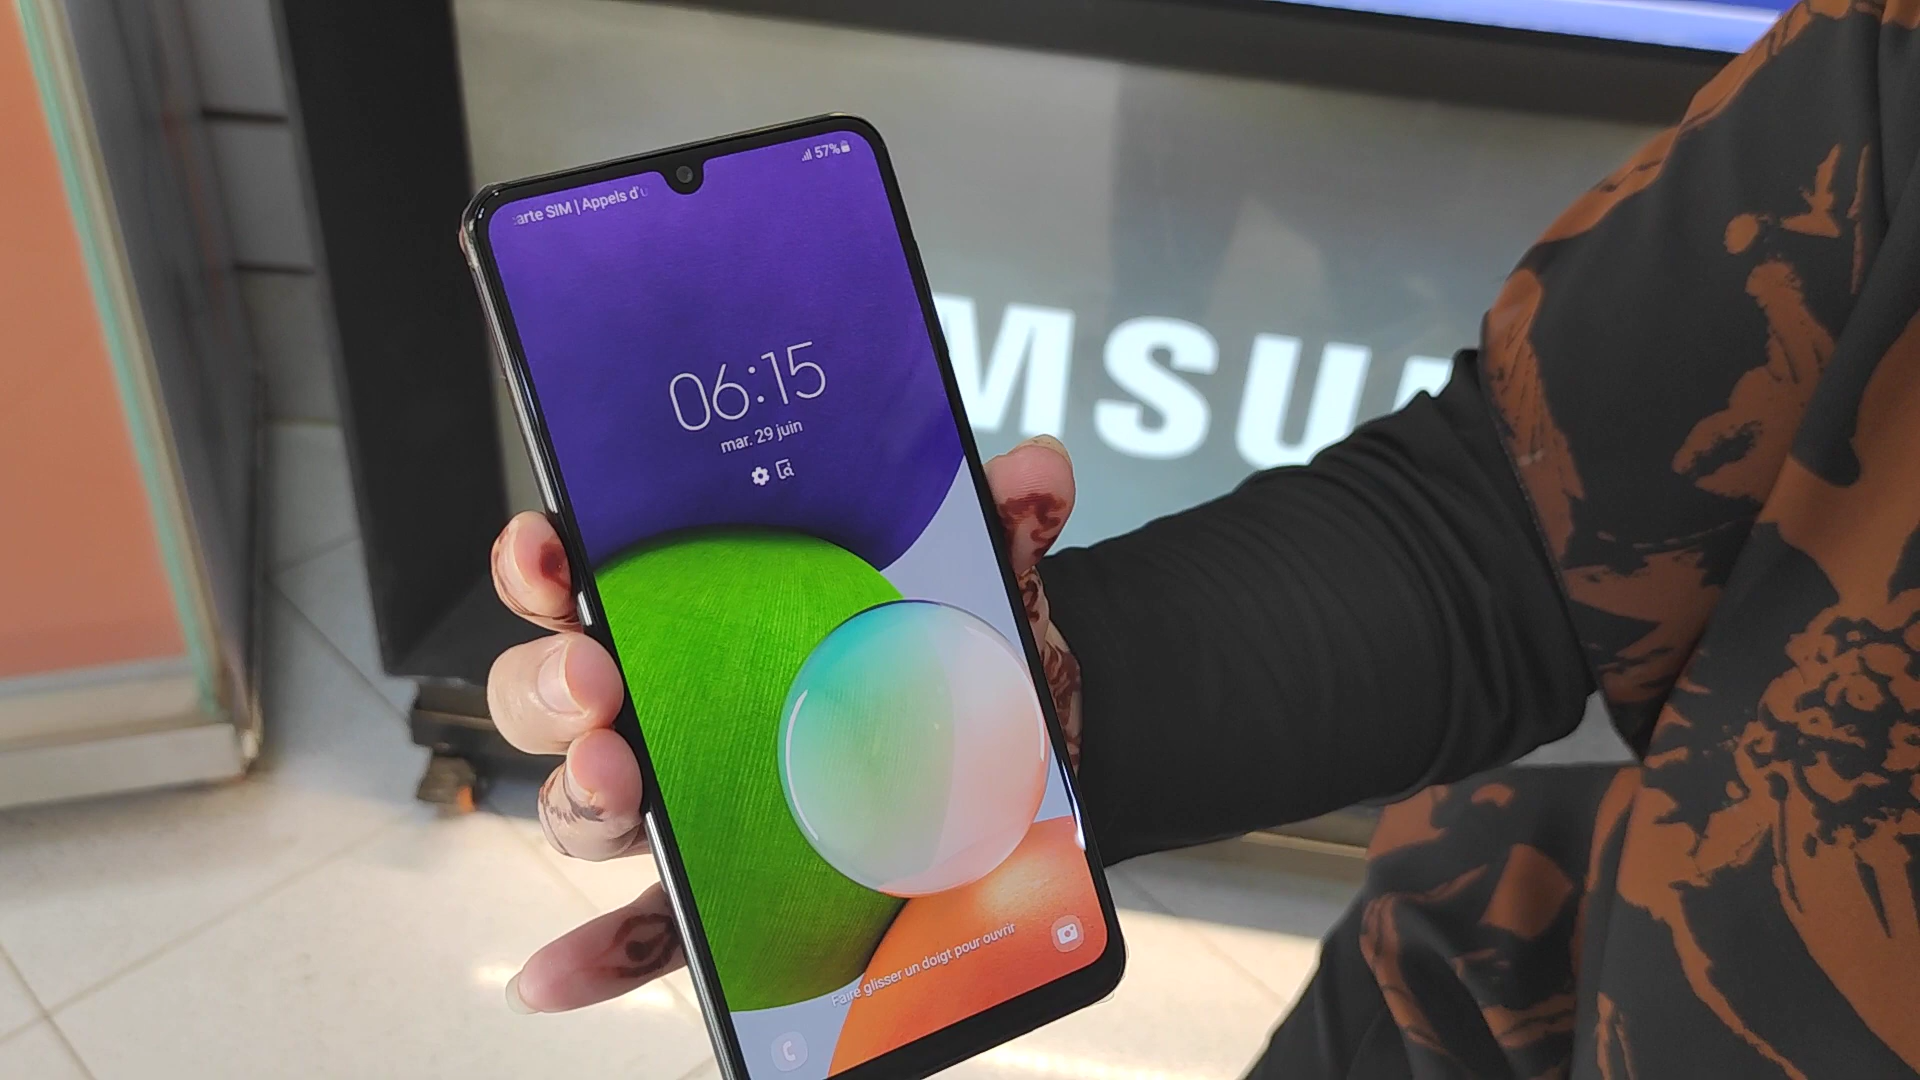 arte SIM | Appels d'u
57%
06:15
mar. 29 juin
MSU
Faire glisser un doigt pour ouvrir